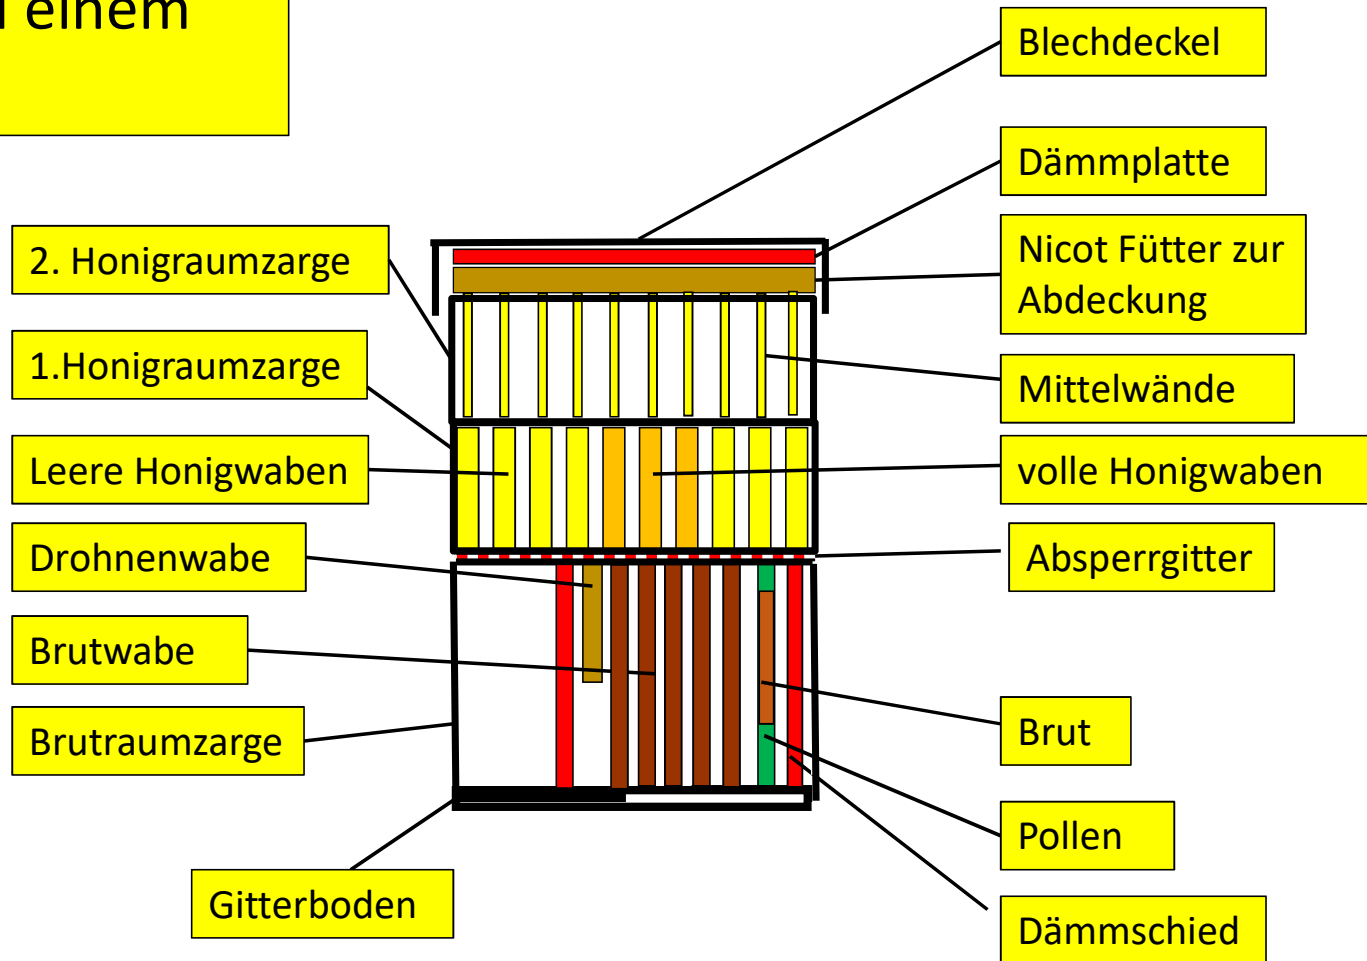 einem
Blechdeckel
Dämmplatte
Nicot Fütter zur
Abdeckung
Mittelwände
volle Honigwaben
Absperrgitter
Brut
Pollen
Dämmschied
2. Honigraumzarge
1.Honigraumzarge
Leere Honigwaben
Drohnenwabe
Brutwabe
Brutraumzarge
Gitterboden